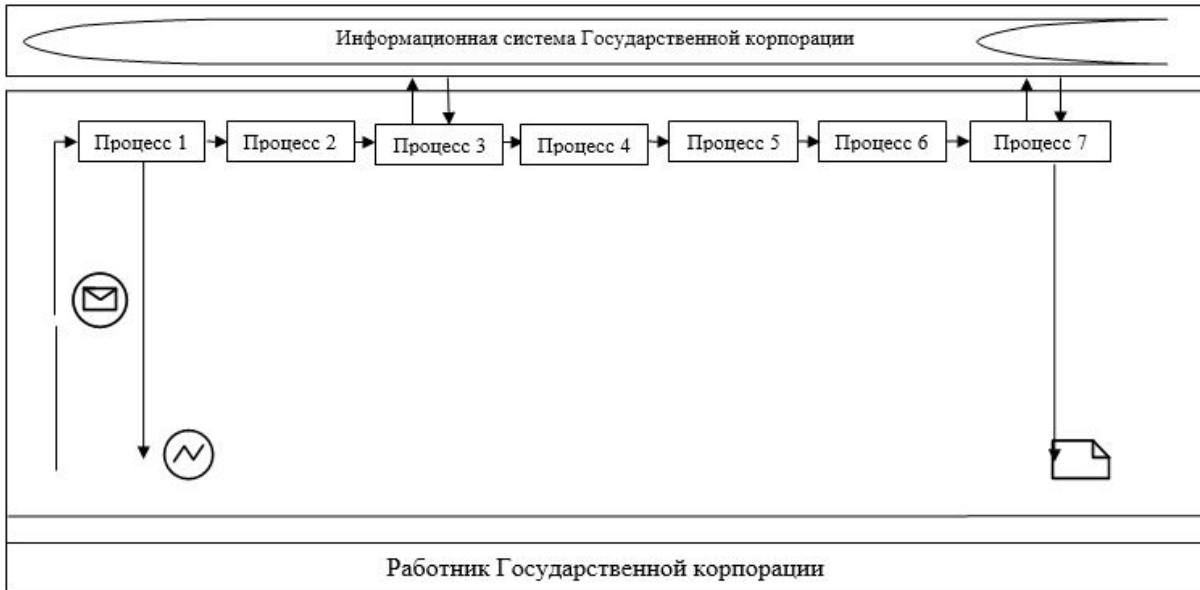 Информационная система Государственной корпорации
Процесс 1
Процесс 2
Процесс 3
Процесс 4
Процесс 5
Процесс 6
Процесс 7
Работник Государственной корпорации